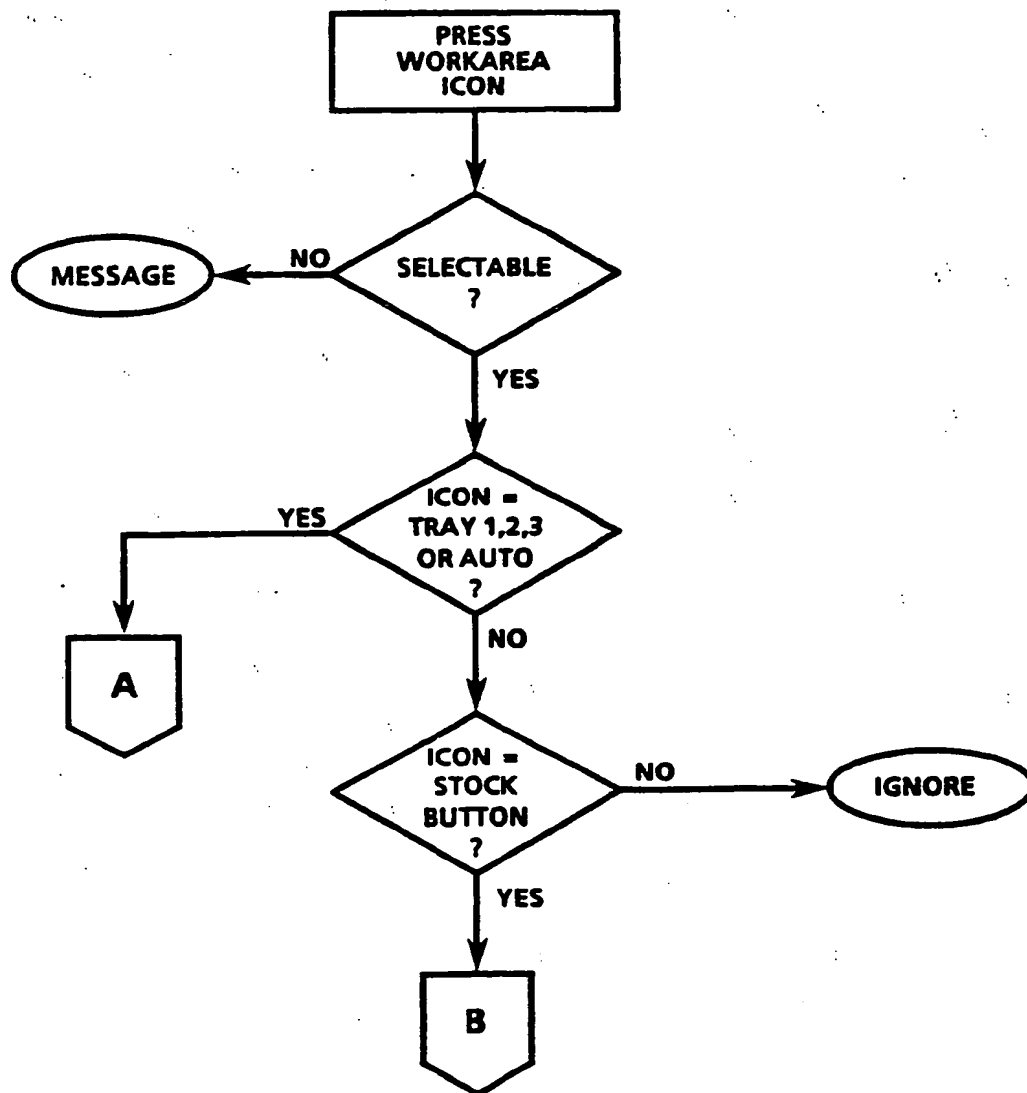 PRESS
WORKAREA
ICON
NO
MESSAGE
SELECTABLE
?
YES
ICON =
TRAY 1,2,3
OR AUTO
?
YES
A
NO
ICON =
STOCK
BUTTON
?
NO
IGNORE
YES
B